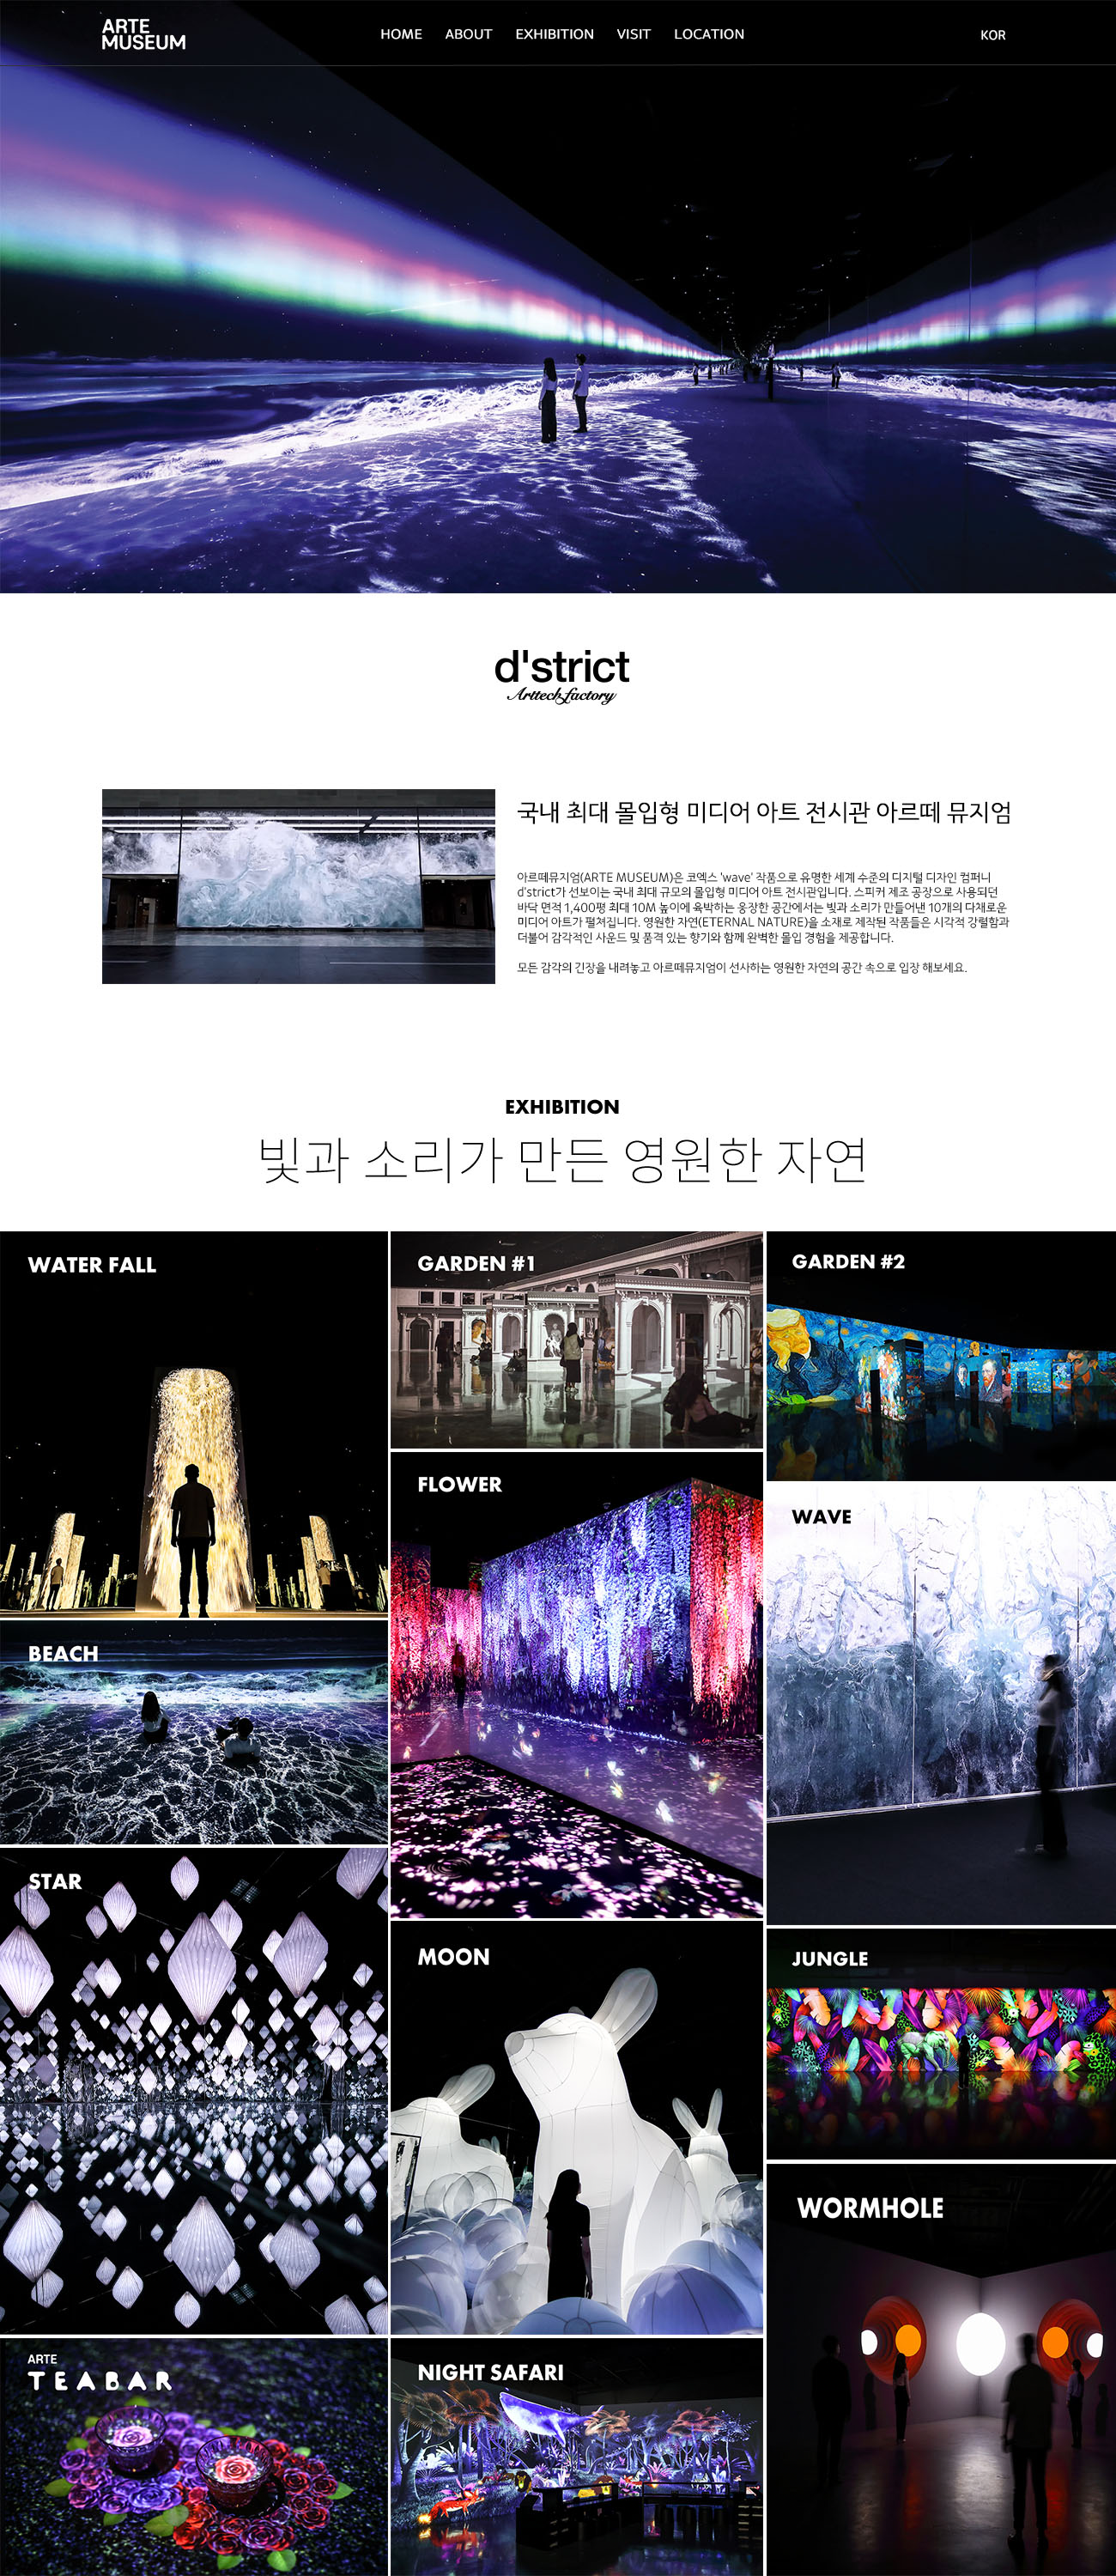 ARTE
MUSEUM
HOME ABOUT EXHIBITION VISIT LOCATION
KOR
d'strict
Arttech factory
국내 최대 몰입형 미디어 아트 전시관 아르떼 뮤지엄
아르떼뮤지엄(ARTE MUSEUM)은 코엑스 'wave' 작품으로 유명한 세계 수준의 디지털 디자인 컴퍼니
d'strict가 선보이는 국내 최대 규모의 몰입형 미디어 아트 전시관입니다. 스피커 제조 공장으로 사용되던
바닥 면적 1,400평 최대 10M 높이에 육박하는 웅장한 공간에서는 빛과 소리가 만들어낸 10개의 다채로운
미디어 아트가 펼쳐집니다. 영원한 자연(ETERNAL NATURE)을 소재로 제작된 작품들은 시각적 강렬함과
더불어 감각적인 사운드 및 품격 있는 향기와 함께 완벽한 몰입 경험을 제공합니다.
모든 감각의 긴장을 내려놓고 아르떼뮤지엄이 선사하는 영원한 자연의 공간 속으로 입장 해보세요.
EXHIBITION
빛과 소리가 만든 영원한 자연
WATER FALL
GARDEN #1
GARDEN #2
FLOWER
WAVE
BEACH
STAR
MOON
JUNGLE
WORMHOLE
ARTE
TEABAR
NIGHT SAFARI